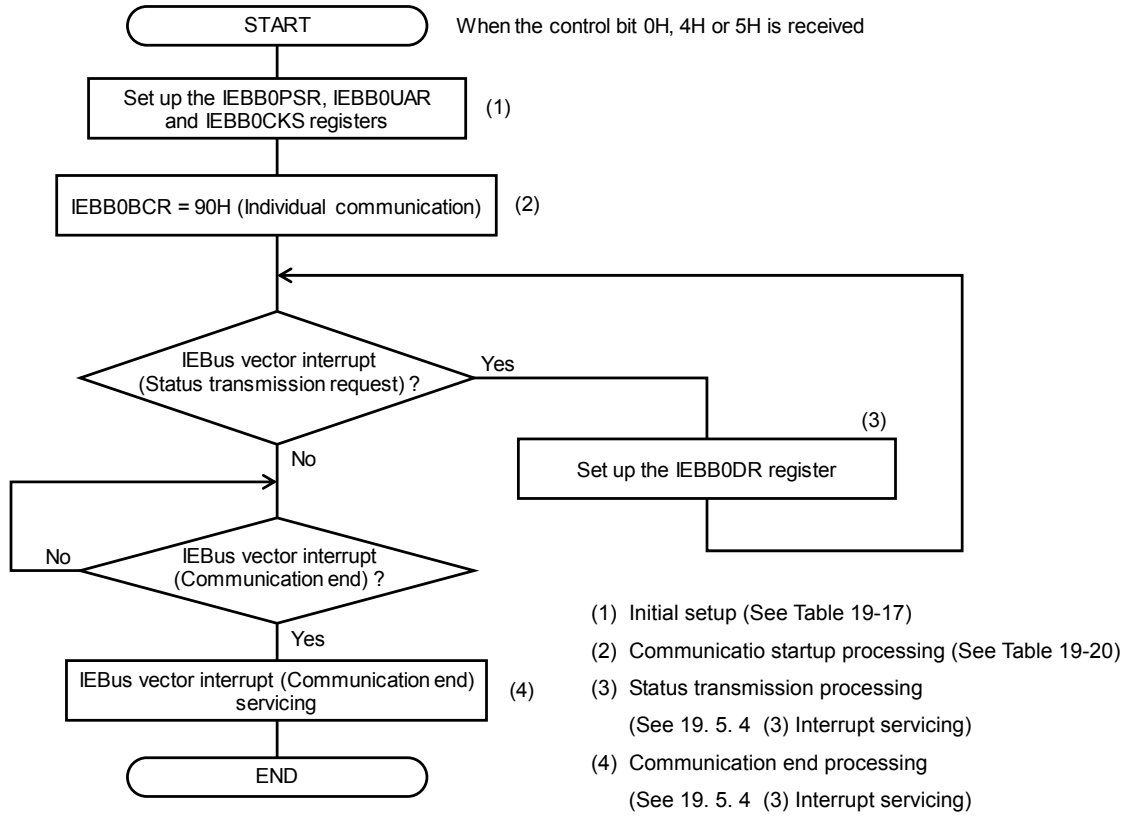 START
When the control bit 0H, 4H or 5H is received
Set up the IEBB0PSR, IEBB0UAR
and IEBB0CKS registers
(1)
IEBB0BCR = 90H (Individual communication)
(2)
IEBus vector interrupt
(Status transmission request) ?
Yes
(3)
Set up the IEBB0DR register
No
IEBus vector interrupt
(Communication end) ?
No
Yes
IEBus vector interrupt (Communication end)
servicing
(4)
END
(1) Initial setup (See Table 19-17)
(2) Communicatio startup processing (See Table 19-20)
(3) Status transmission processing
(See 19. 5. 4 (3) Interrupt servicing)
(4) Communication end processing
(See 19. 5. 4 (3) Interrupt servicing)